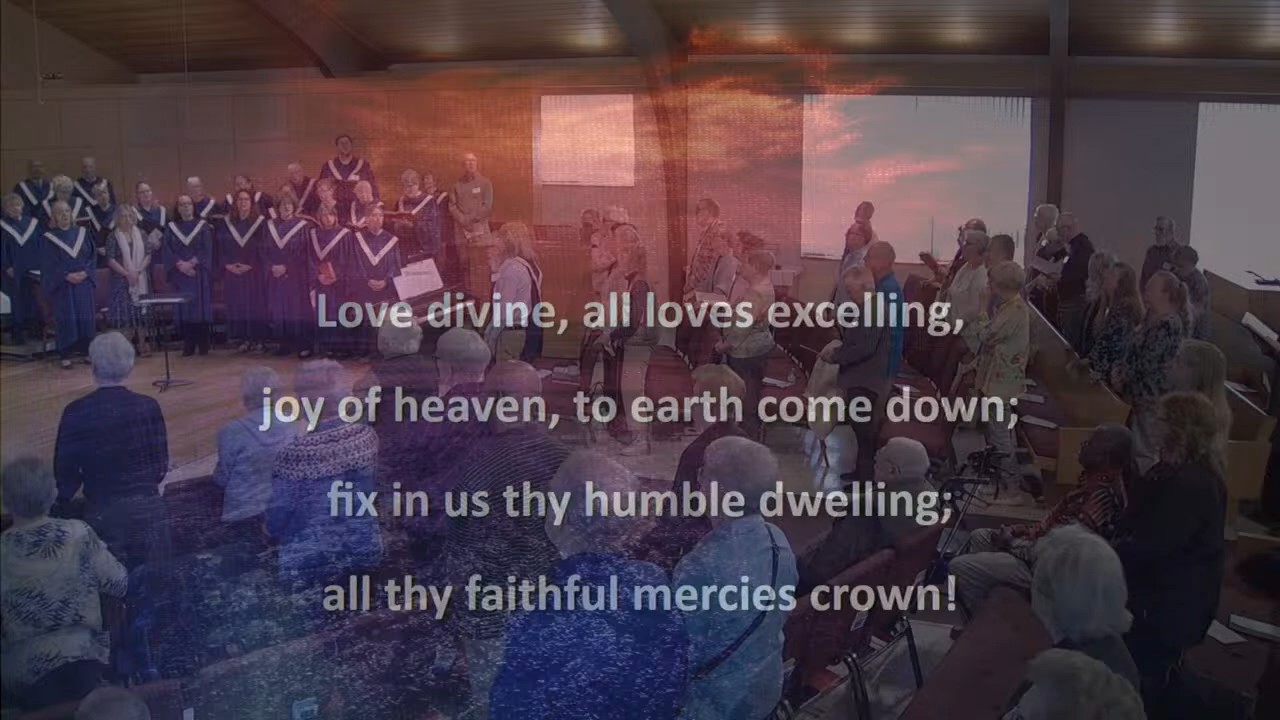 Love divine, all loves excelling,
joy of heaven, to earth come down;
fix in us thy humble dwelling;
all thy faithful mercies crown!